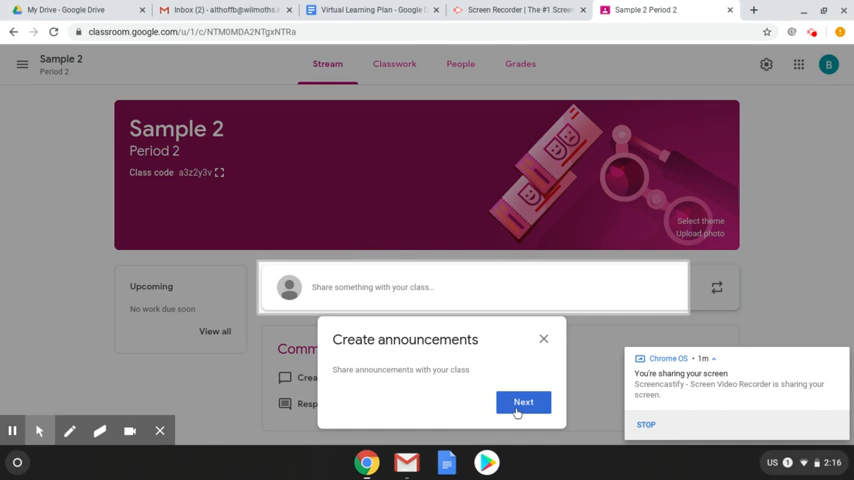 My Drive - Google Drive
Inbox (2) - althoffb@wilmoths.k
Virtual Learning Plan - Google D
Screen Recorder | The #1 Screen
Sample 2 Period 2
classroom.google.com/u/1/c/NTM0MDA2NTgxNTRa
Sample 2
Period 2
Stream
Classwork
People
Grades
B
Sample 2
Period 2
Class code a3z2y3v
Select theme
Upload photo
Upcoming
No work due soon
View all
Share something with your class...
Comm
Crea
Resp
Create announcements
Share announcements with your class
Next
Chrome OS • 1m
You're sharing your screen
Screencastify - Screen Video Recorder is sharing your
screen.
STOP
US 1 2:16